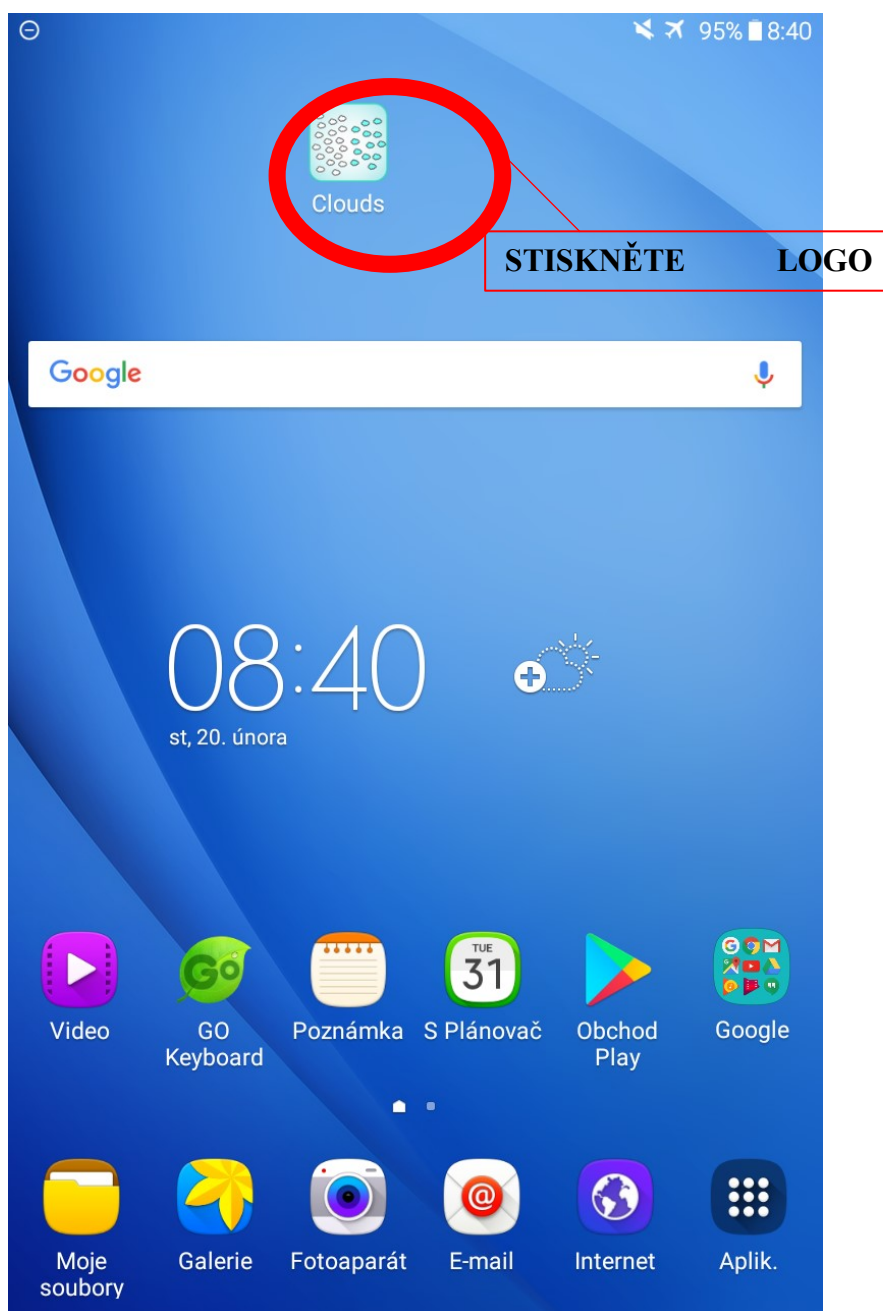 95% 8:40
Clouds
STISKNĚTE LOGO
Google
08:40
st, 20. února
TUE
31
GO
Video
GO
Keyboard
Poznámka
S Plánovač
Obchod
Play
Google
@
Moje
soubory
Galerie
Fotoaparát
E-mail
Internet
Aplik.